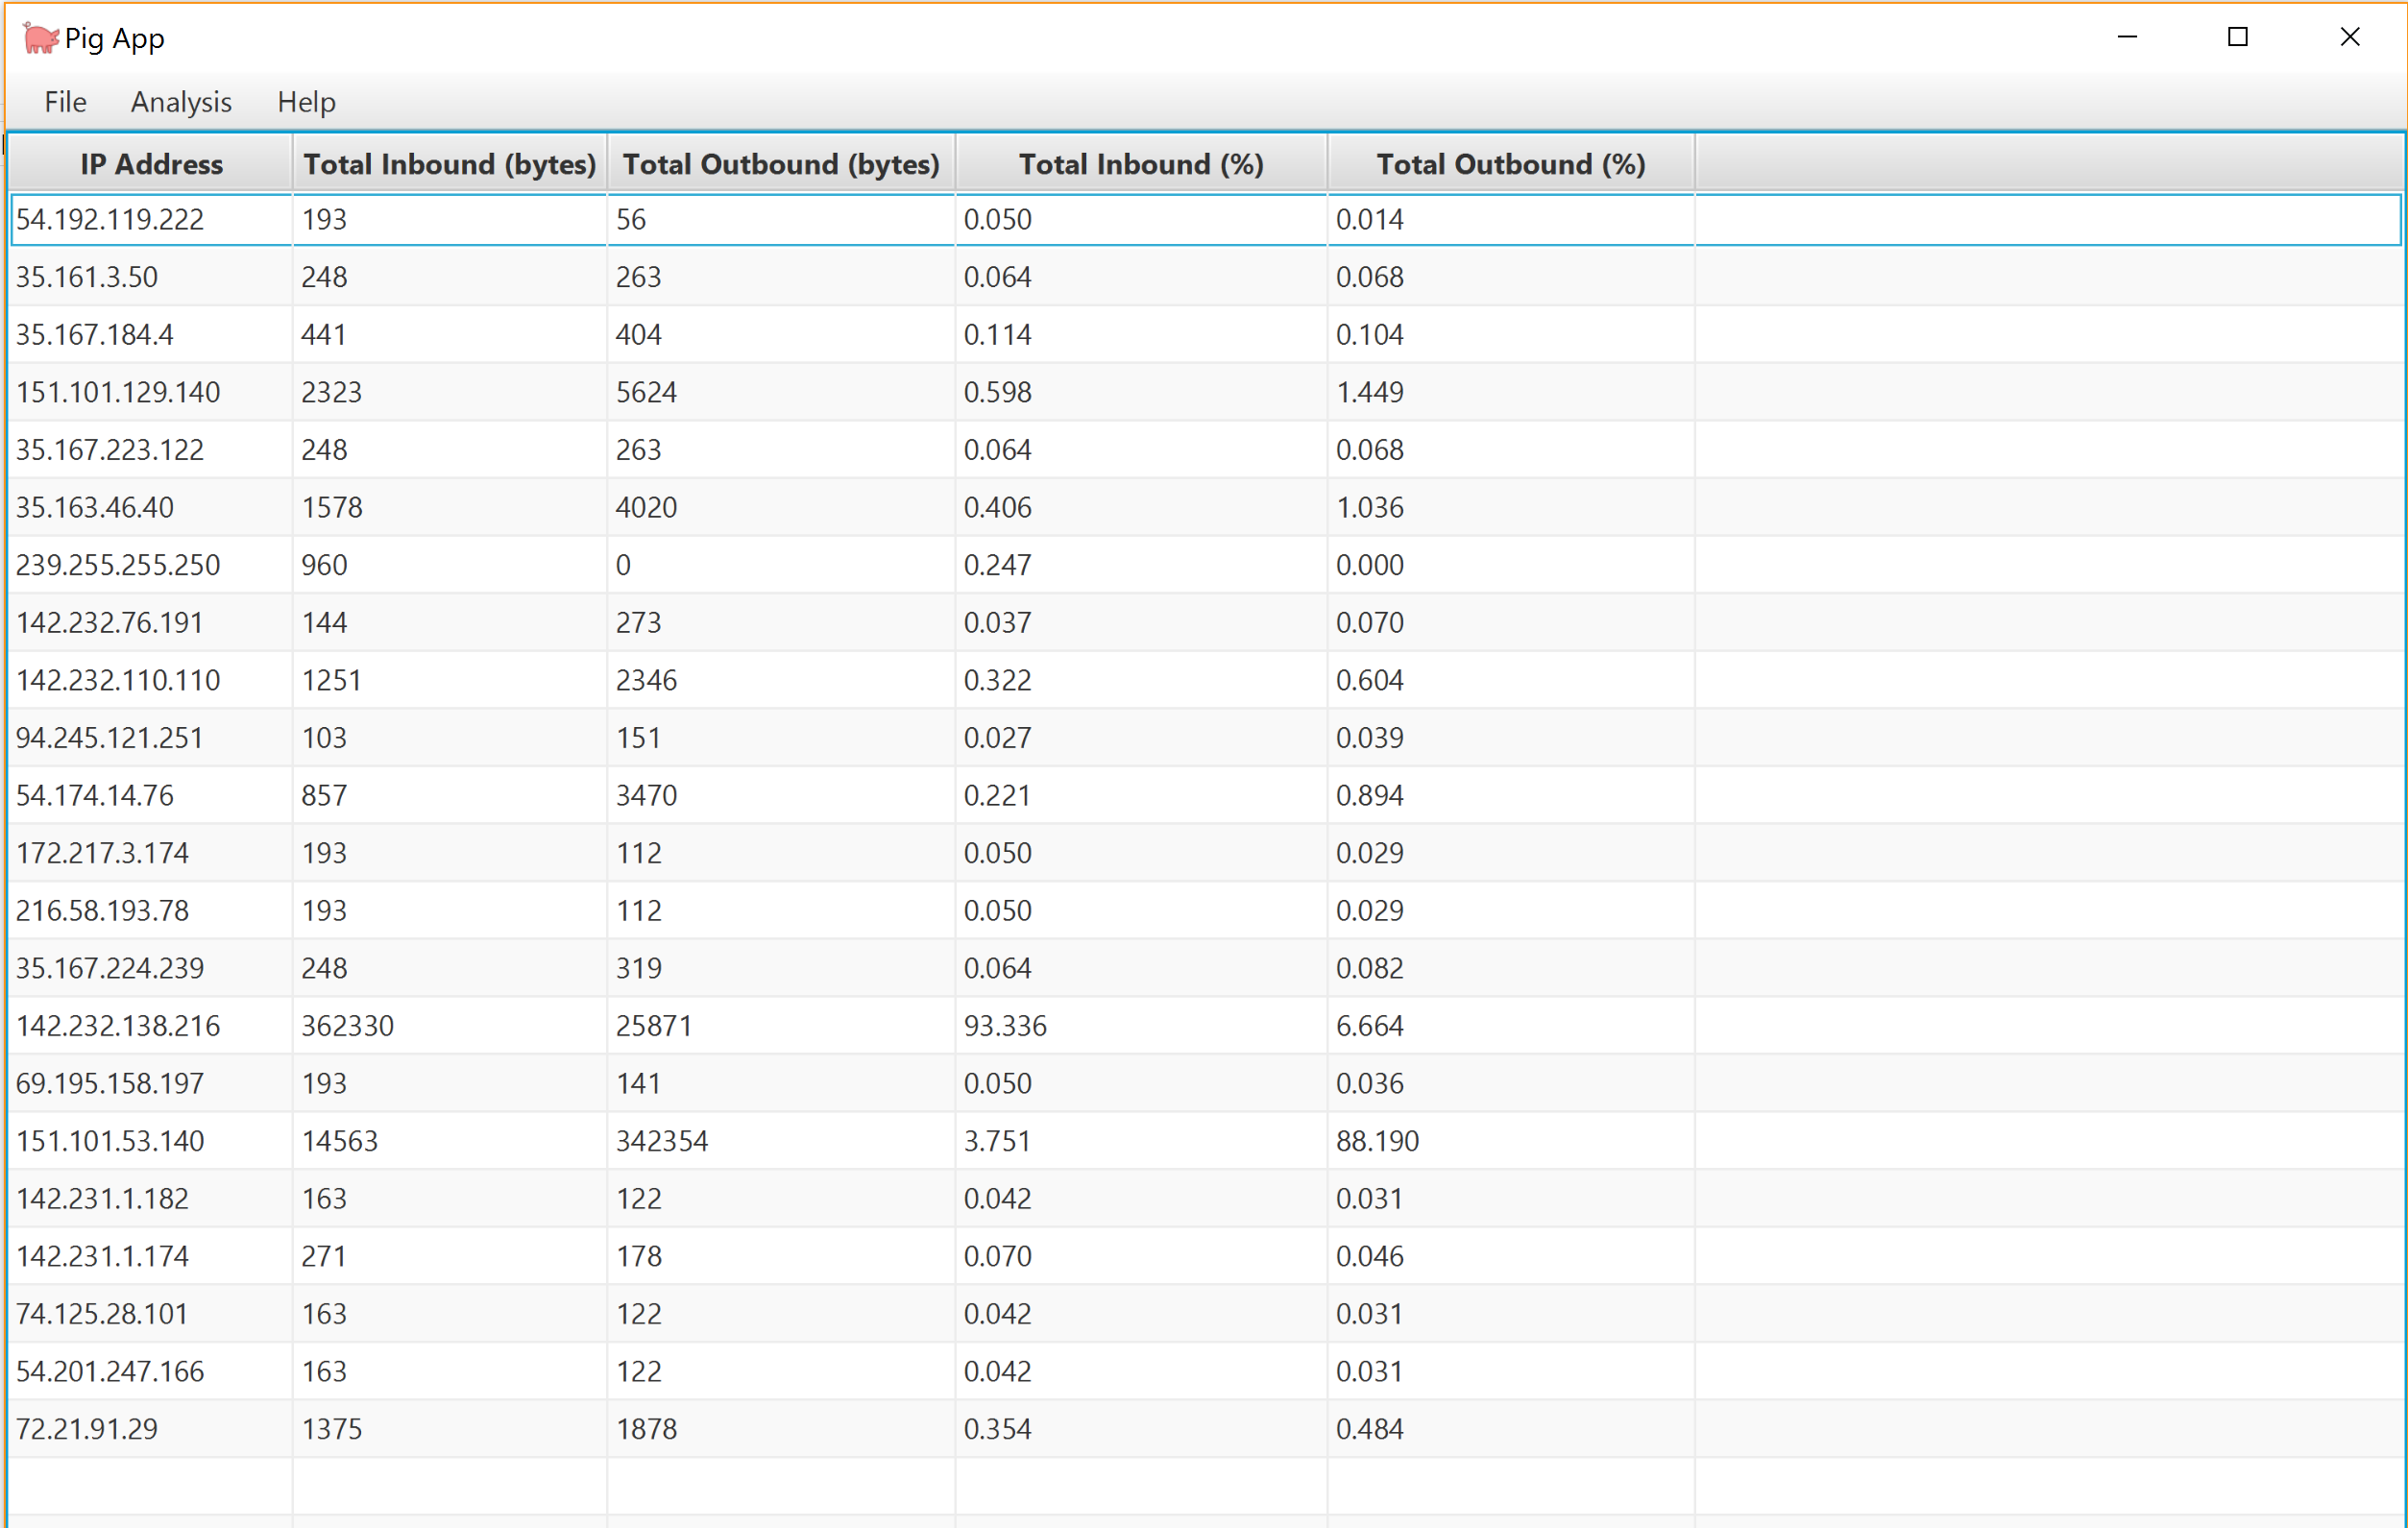 Pig App
File Analysis Help
IP Address Total Inbound (bytes) Total Outbound (bytes) Total Inbound (%) Total Outbound (%)
54.192.119.222 193 56 0.050 0.014
35.161.3.50 248 263 0.064 0.068
35.167.184.4 441 404 0.114 0.104
151.101.129.140 2323 5624 0.598 1.449
35.167.223.122 248 263 0.064 0.068
35.163.46.40 1578 4020 0.406 1.036
239.255.255.250 960 0 0.247 0.000
142.232.76.191 144 273 0.037 0.070
142.232.110.110 1251 2346 0.322 0.604
94.245.121.251 103 151 0.027 0.039
54.174.14.76 857 3470 0.221 0.894
172.217.3.174 193 112 0.050 0.029
216.58.193.78 193 112 0.050 0.029
35.167.224.239 248 319 0.064 0.082
142.232.138.216 362330 25871 93.336 6.664
69.195.158.197 193 141 0.050 0.036
151.101.53.140 14563 342354 3.751 88.190
142.231.1.182 163 122 0.042 0.031
142.231.1.174 271 178 0.070 0.046
74.125.28.101 163 122 0.042 0.031
54.201.247.166 163 122 0.042 0.031
72.21.91.29 1375 1878 0.354 0.484